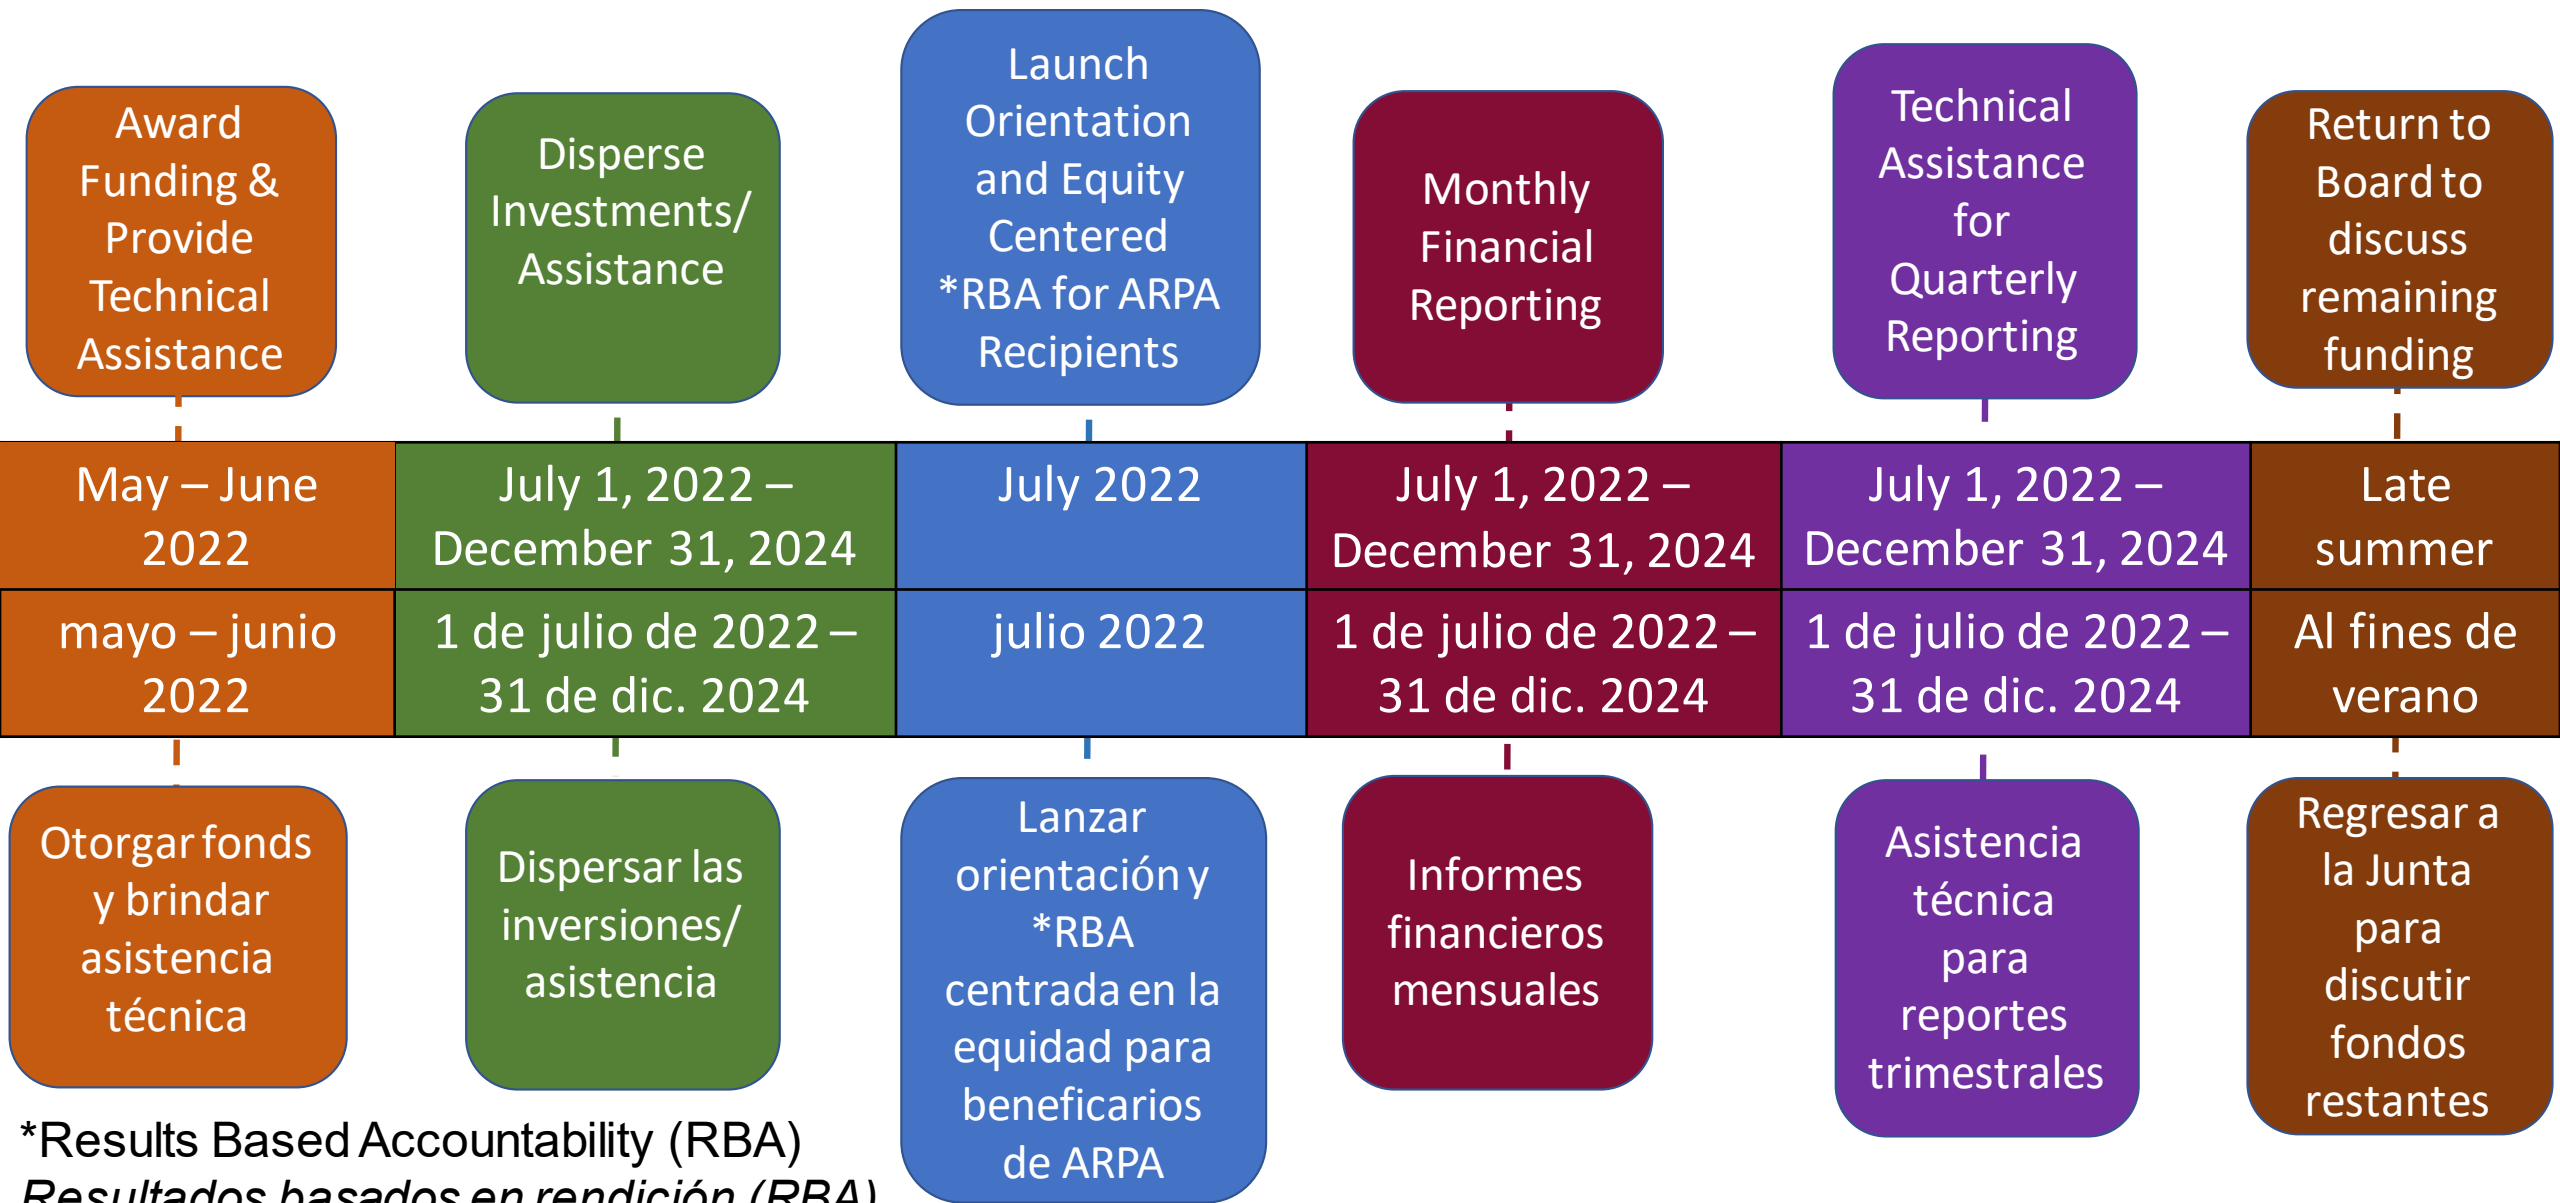 Award
Funding &
Provide
Technical
Assistance
Disperse
Investments/
Assistance
Launch
Orientation
and Equity
Centered
*RBA for ARPA
Recipients
Monthly
Financial
Reporting
Technical
Assistance
for
Quarterly
Reporting
Return to
Board to
discuss
remaining
funding
May – June
2022
July 1, 2022 –
December 31, 2024
July 2022
July 1, 2022 –
December 31, 2024
July 1, 2022 –
December 31, 2024
Late
summer
mayo – junio
2022
1 de julio de 2022 –
31 de dic. 2024
julio 2022
1 de julio de 2022 –
31 de dic. 2024
1 de julio de 2022 –
31 de dic. 2024
Al fines de
verano
Otorgar fonds
y brindar
asistencia
técnica
Dispersar las
inversiones/
asistencia
Lanzar
orientación y
*RBA
centrada en la
equidad para
beneficarios
de ARPA
Informes
financieros
mensuales
Asistencia
técnica
para
reportes
trimestrales
Regresar a
la Junta
para
discutir
fondos
restantes
*Results Based Accountability (RBA)
Resultados basados en rendición (RBA)